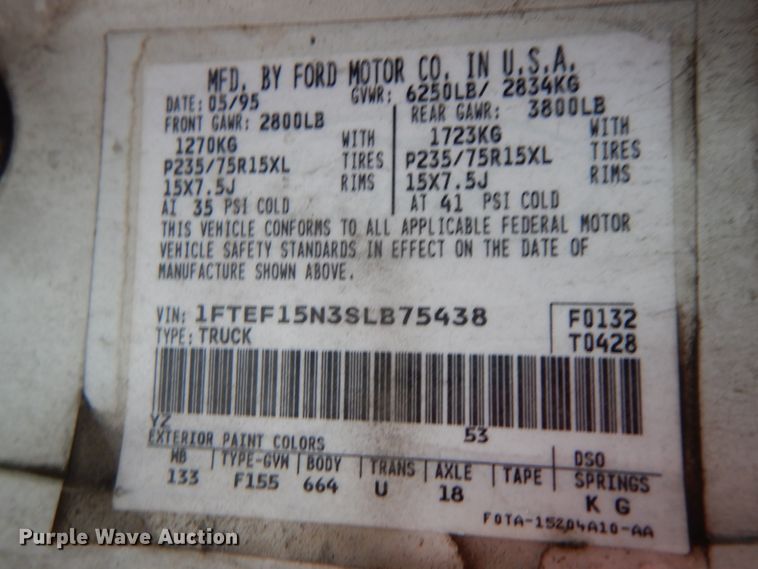 MFD. BY FORD MOTOR CO. IN U.S.A.
DATE: 05/95 GVWR: 6250LB/ 2834KG
FRONT GAWR: 2800LB REAR GAWR: 3800LB
1270KG WITH 1723KG WITH
P235/75R15XL TIRES P235/75R15XL TIRES
15X7.5J RIMS 15X7.5J RIMS
AT 35 PSI COLD AT 41 PSI COLD
THIS VEHICLE CONFORMS TO ALL APPLICABLE FEDERAL MOTOR
VEHICLE SAFETY STANDARDS IN EFFECT ON THE DATE OF
MANUFACTURE SHOWN ABOVE.
VIN: 1FTEF15N3SLB75438 F0132
TYPE: TRUCK T0428
YZ 53
EXTERIOR PAINT COLORS DSO
WB TYPE-GVW BODY TRANS AXLE TAPE SPRINGS
133 F155 664 U 18 K G
F0TA-15204A10-AA
Purple Wave Auction